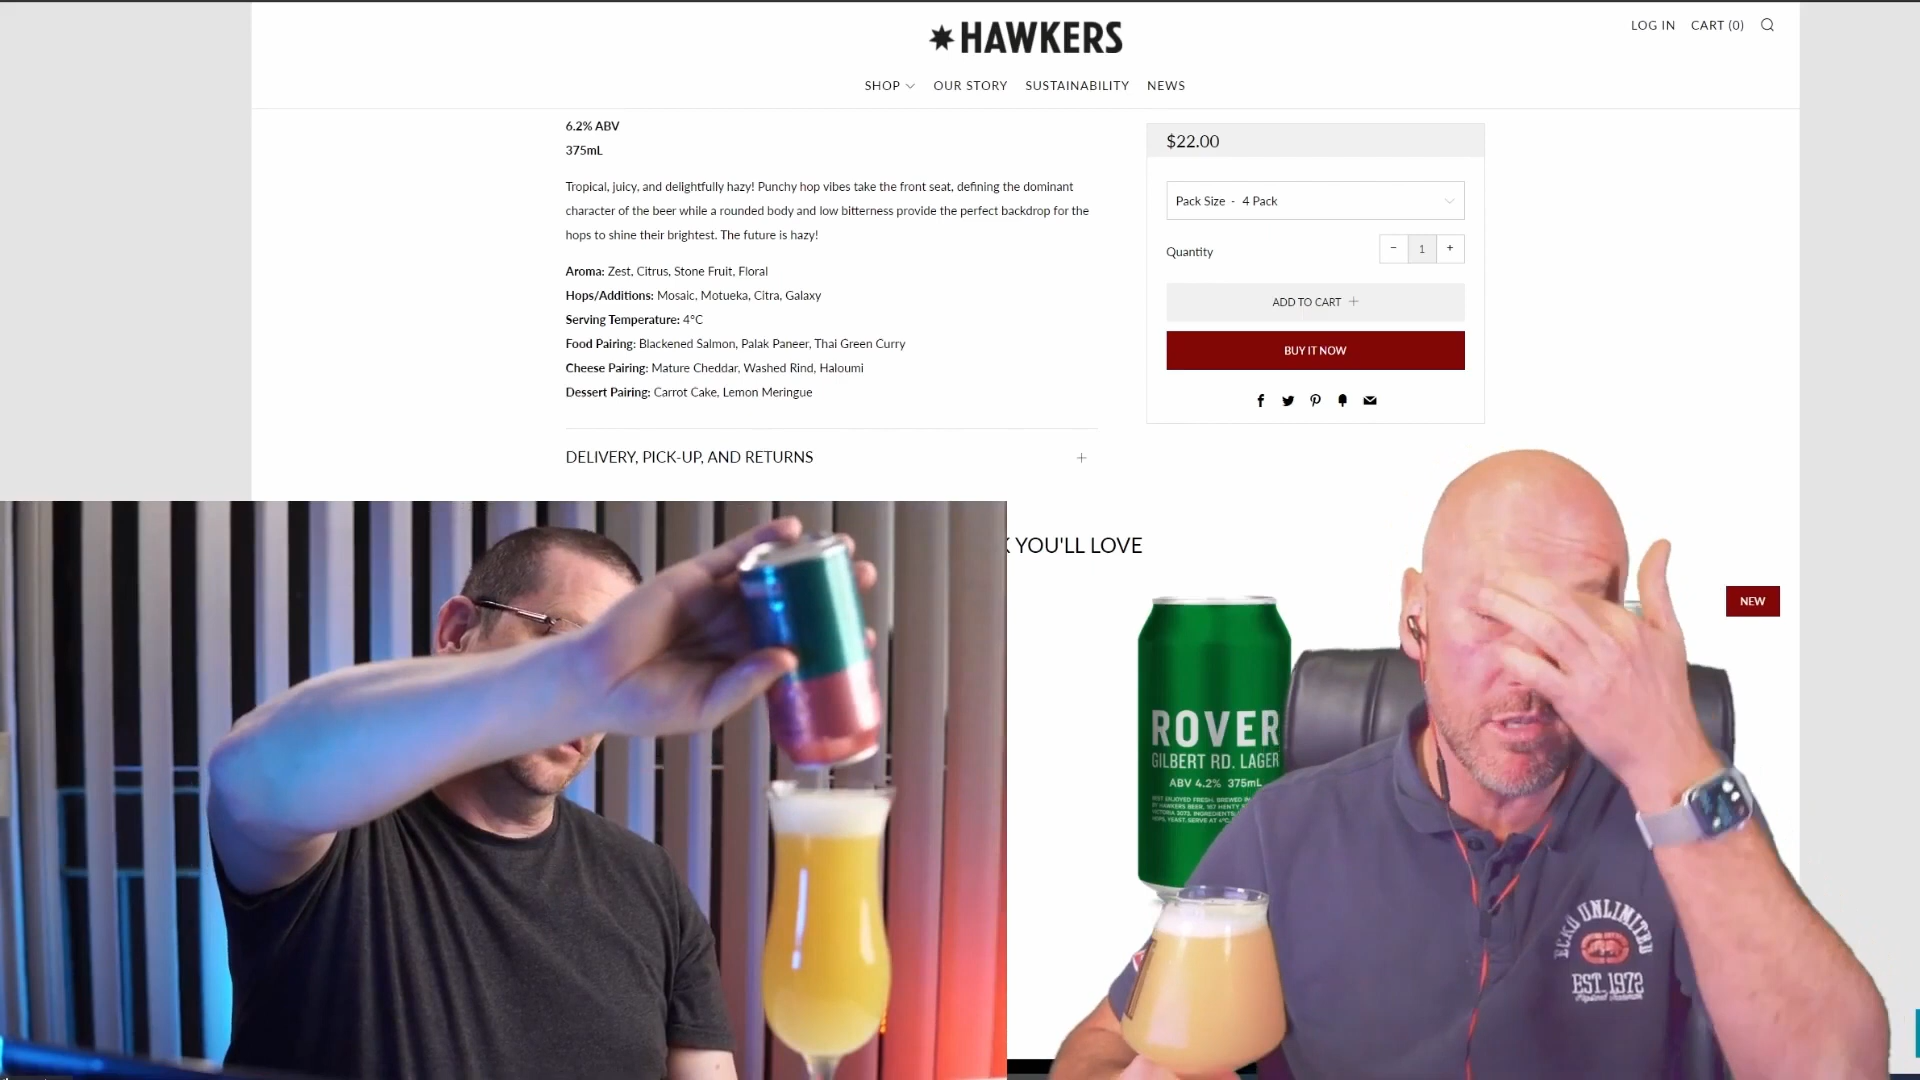 HAWKERS
LOG IN CART (0)
SHOP OUR STORY SUSTAINABILITY NEWS
6.2% ABV
375mL
Tropical, juicy, and delightfully hazy! Punchy hop vibes take the front seat, defining the dominant
character of the beer while a rounded body and low bitterness provide the perfect backdrop for the
hops to shine their brightest. The future is hazy!
Aroma: Zest, Citrus, Stone Fruit, Floral
Hops/Additions: Mosaic, Motueka, Citra, Galaxy
Serving Temperature: 4°C
Food Pairing: Blackened Salmon, Palak Paneer, Thai Green Curry
Cheese Pairing: Mature Cheddar, Washed Rind, Haloumi
Dessert Pairing: Carrot Cake, Lemon Meringue
DELIVERY, PICK-UP, AND RETURNS +
$22.00
Pack Size - 4 Pack
Quantity − 1 +
ADD TO CART +
BUY IT NOW
YOU'LL LOVE
NEW
ROVER
GILBERT RD. LAGER
ABV 4.2% 375mL
ECKO UNLIMITED
EST. 1972